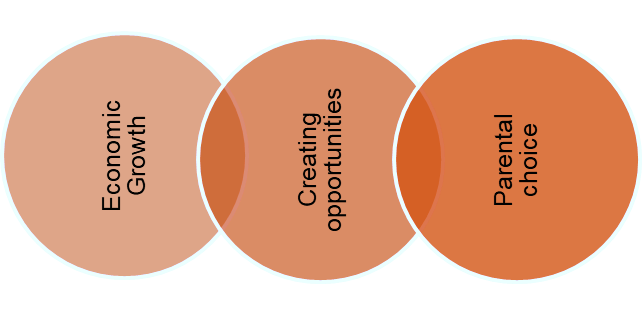 Economic
Growth
Creating
opportunities
Parental
choice